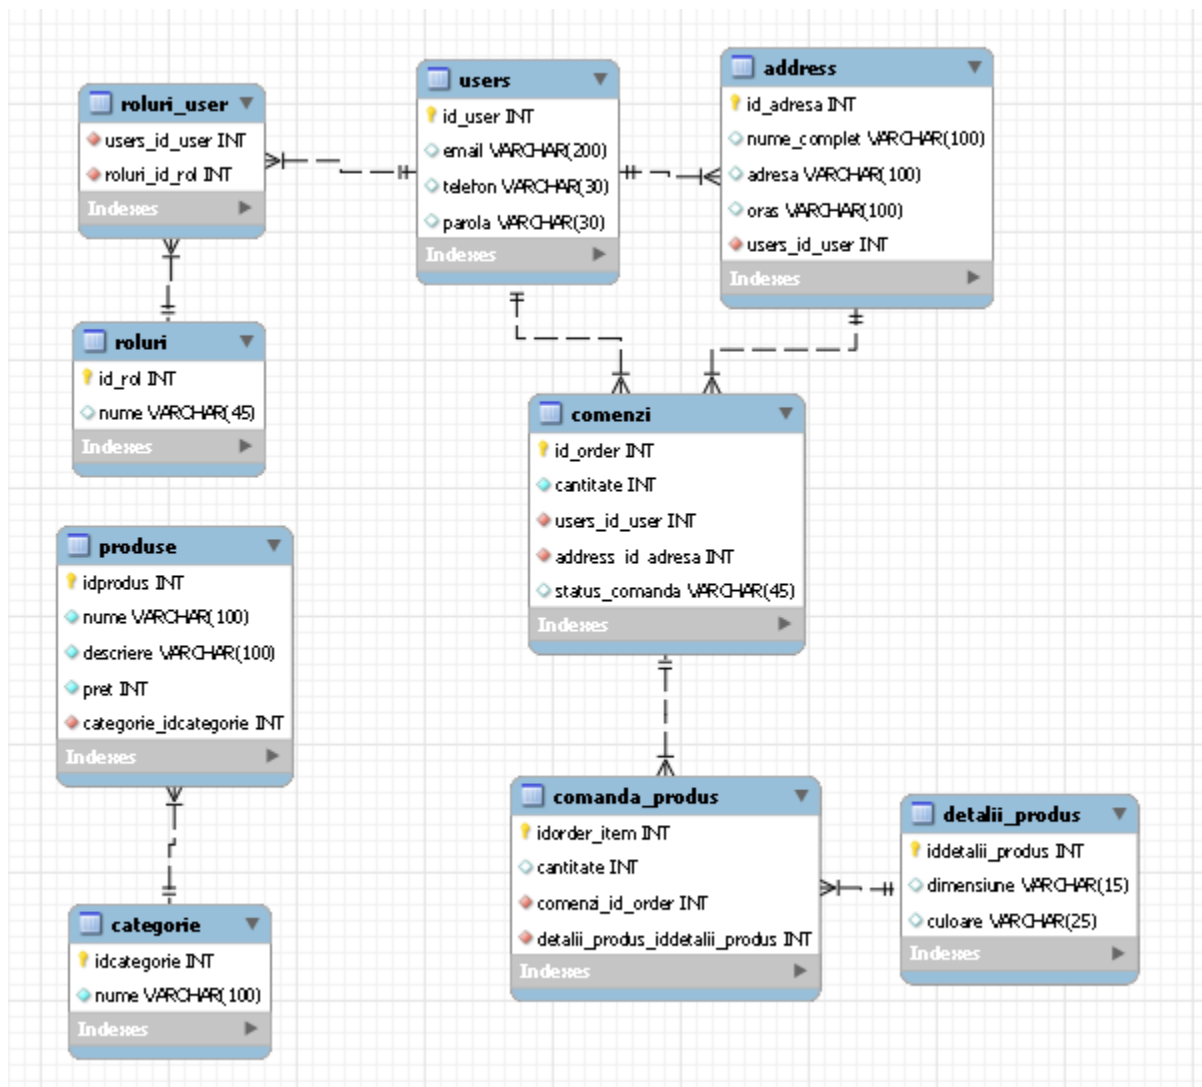 roluri_user
users_id_user INT
roluri_id_rol INT
Indexes
users
id_user INT
email VARCHAR(200)
telefon VARCHAR(30)
parola VARCHAR(30)
Indexes
address
id_adresa INT
nume_complet VARCHAR(100)
adresa VARCHAR(100)
oras VARCHAR(100)
users_id_user INT
Indexes
roluri
id_rol INT
nume VARCHAR(45)
Indexes
comenzi
id_order INT
cantitate INT
users_id_user INT
address_id_adresa INT
status_comanda VARCHAR(45)
Indexes
produse
idprodus INT
nume VARCHAR(100)
descriere VARCHAR(100)
pret INT
categorie_idcategorie INT
Indexes
comanda_produs
idorder_item INT
cantitate INT
comenzi_id_order INT
detalii_produs_iddetalii_produs INT
Indexes
detalii_produs
iddetalii_produs INT
dimensiune VARCHAR(15)
culoare VARCHAR(25)
Indexes
categorie
idcategorie INT
nume VARCHAR(100)
Indexes